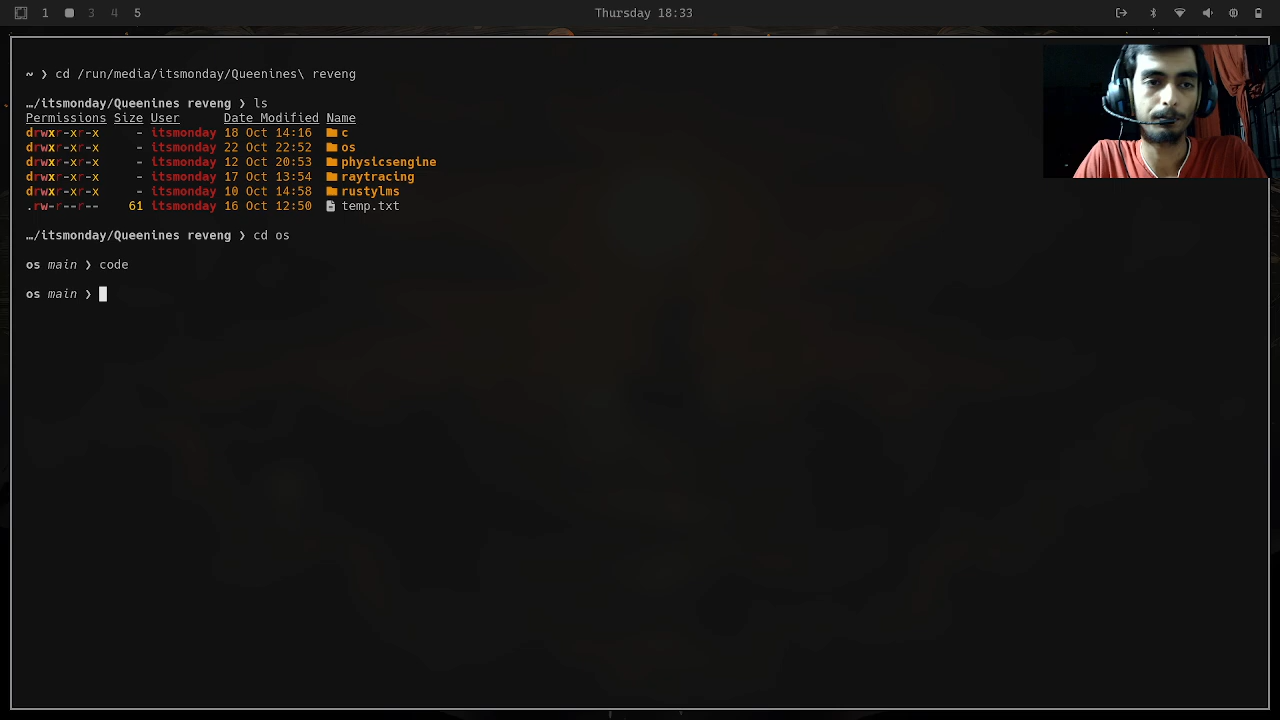 1 3 4 5 Thursday 18:33
~ ❯ cd /run/media/itsmonday/Queenines\ reveng
…/itsmonday/Queenines reveng ❯ ls
Permissions Size User Date Modified Name
drwxr-xr-x - itsmonday 18 Oct 14:16 c
drwxr-xr-x - itsmonday 22 Oct 22:52 os
drwxr-xr-x - itsmonday 12 Oct 20:53 physicsengine
drwxr-xr-x - itsmonday 17 Oct 13:54 raytracing
drwxr-xr-x - itsmonday 10 Oct 14:58 rustylms
.rw-r--r-- 61 itsmonday 16 Oct 12:50 temp.txt
…/itsmonday/Queenines reveng ❯ cd os
os main ❯ code
os main ❯